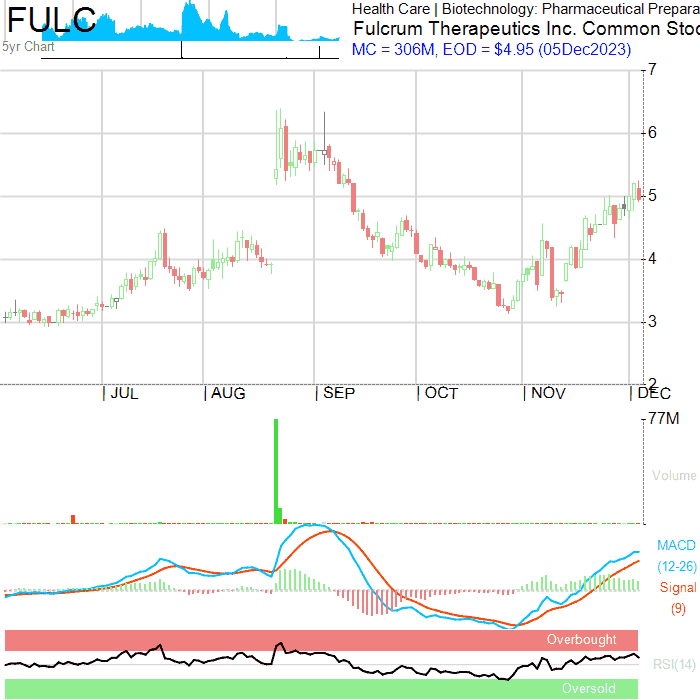 FULC
5yr Chart
Health Care | Biotechnology: Pharmaceutical Prepara
Fulcrum Therapeutics Inc. Common Stoc
MC = 306M, EOD = $4.95 (05Dec2023)
7
6
5
4
3
2
| JUL | AUG | SEP | OCT | NOV | DEC
77M
Volume
MACD
(12-26)
Signal
(9)
Overbought
RSI(14)
Oversold